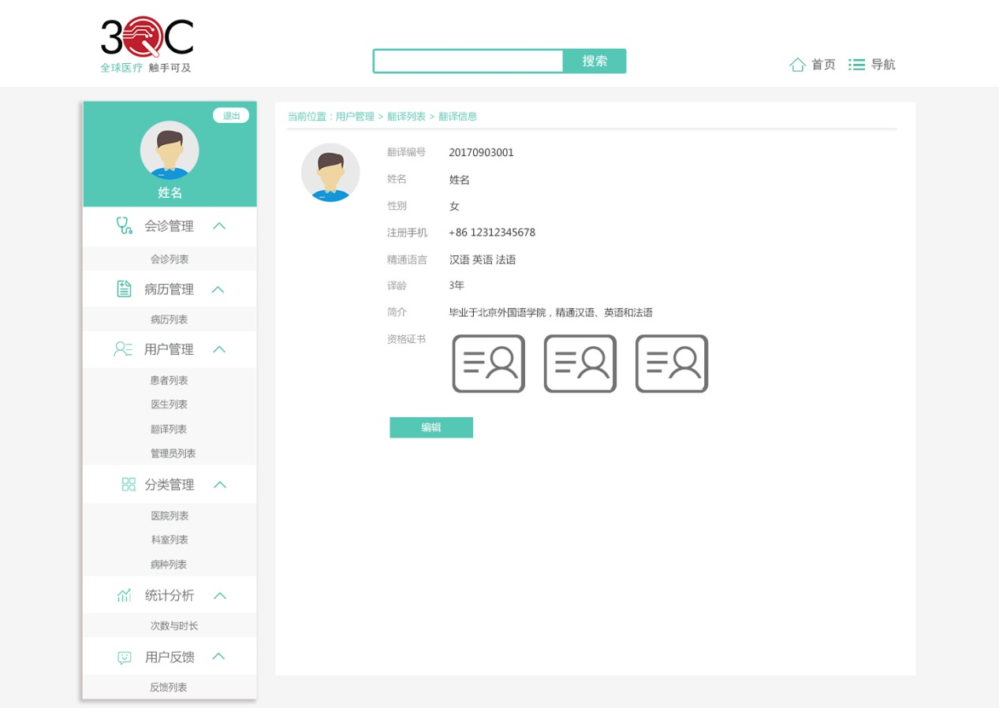 3QC
全球医疗 触手可及
搜索
首页 导航
退出
姓名
会诊管理
会诊列表
病历管理
病历列表
用户管理
患者列表
医生列表
翻译列表
管理员列表
分类管理
医院列表
科室列表
病种列表
统计分析
次数与时长
用户反馈
反馈列表
当前位置：用户管理 > 翻译列表 > 翻译信息
翻译编号 20170903001
姓名 姓名
性别 女
注册手机 +86 12312345678
精通语言 汉语 英语 法语
译龄 3年
简介 毕业于北京外国语学院，精通汉语、英语和法语
资格证书
编辑